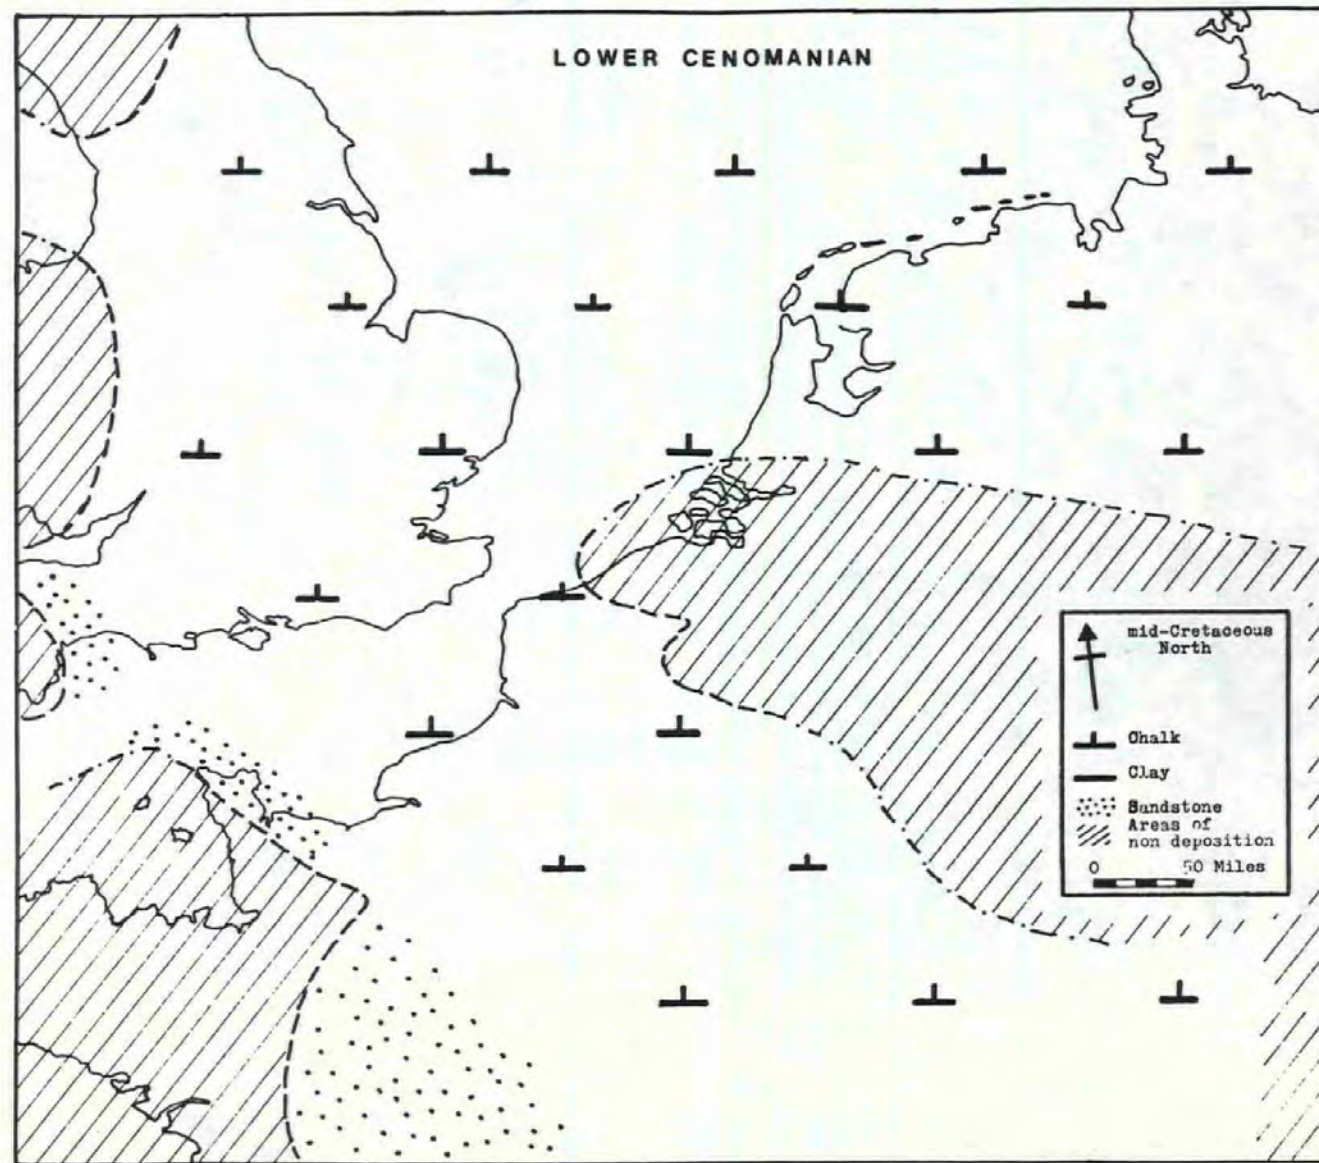 LOWER CENOMANIAN
mid-Cretaceous
North
Chalk
Clay
Sandstone
Areas of
non deposition
0 50 Miles